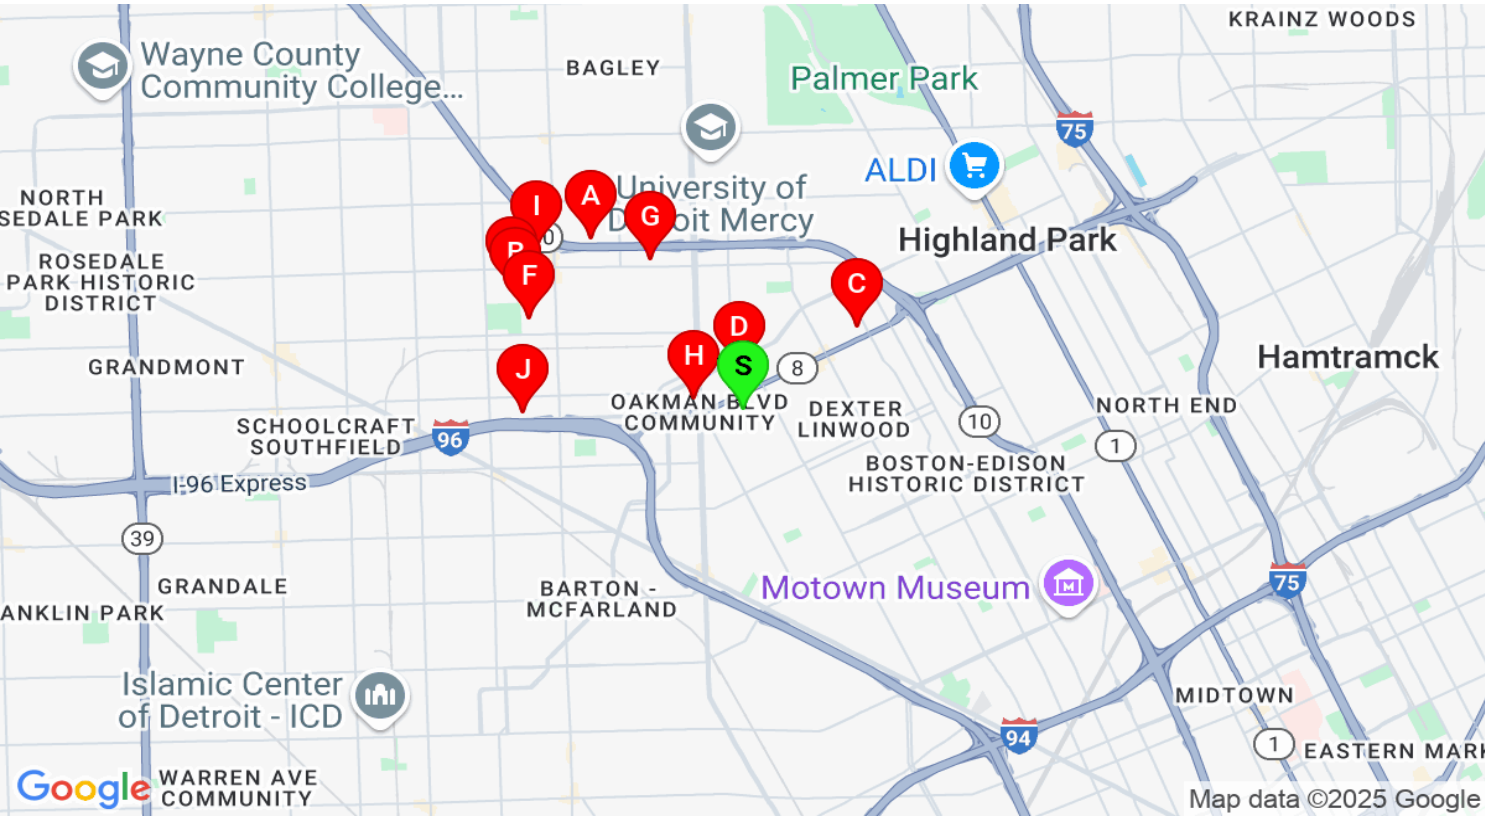 KRAINZ WOODS
Wayne County
Community College...
BAGLEY
Palmer Park
75
ALDI
NORTH
SEDALE PARK
University of
Detroit Mercy
I
A
G
0
B
F
Highland Park
ROSEDALE
PARK HISTORIC
DISTRICT
C
D
H
S
8
GRANDMONT
J
Hamtramck
OAKMAN BLVD
COMMUNITY
DEXTER
LINWOOD
NORTH END
10
1
SCHOOLCRAFT
SOUTHFIELD
96
BOSTON-EDISON
HISTORIC DISTRICT
I-96 Express
39
GRANDALE
ANKLIN PARK
BARTON -
MCFARLAND
Motown Museum
75
Islamic Center
of Detroit - ICD
MIDTOWN
94
1
EASTERN MARK
Google
WARREN AVE
COMMUNITY
Map data ©2025 Google